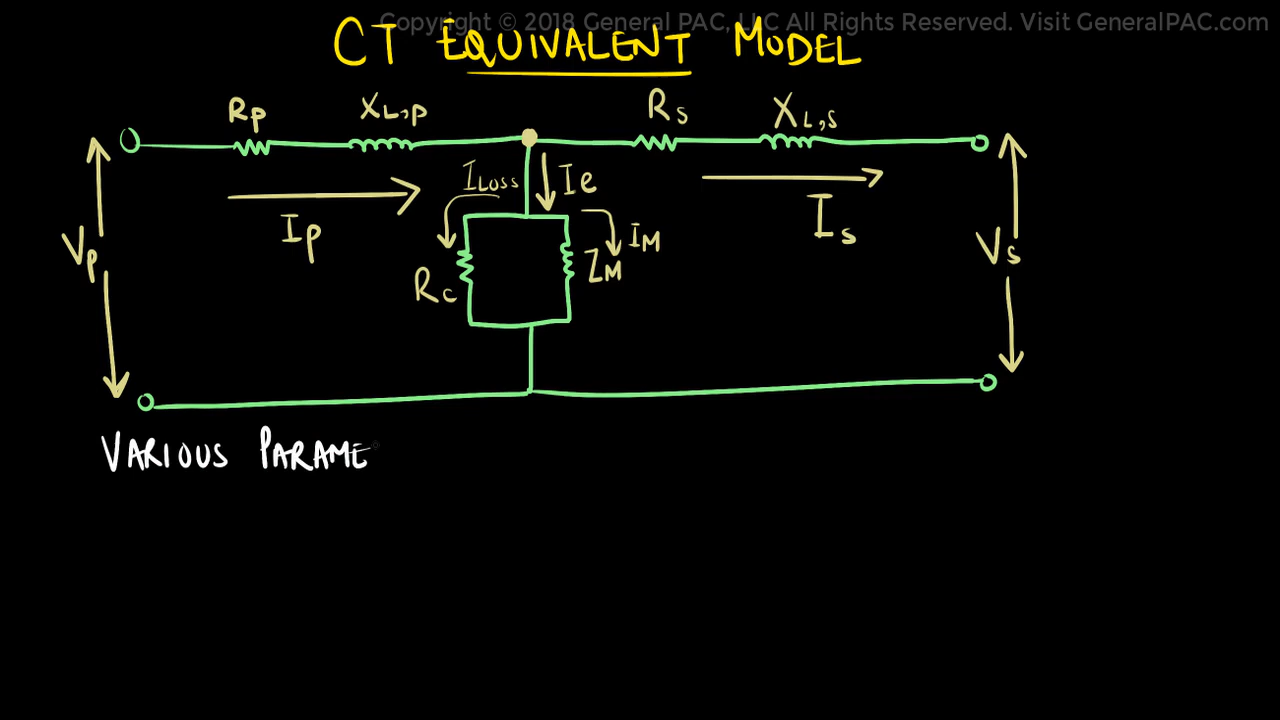 Copyright © 2018 General PAC, LLC All Rights Reserved. Visit GeneralPAC.com
CT EQUIVALENT MODEL
Rp XL,p Rs XL,s
ILOSS Ie
Ip IM Is
Vp Rc ZM Vs
VARIOUS PARAME